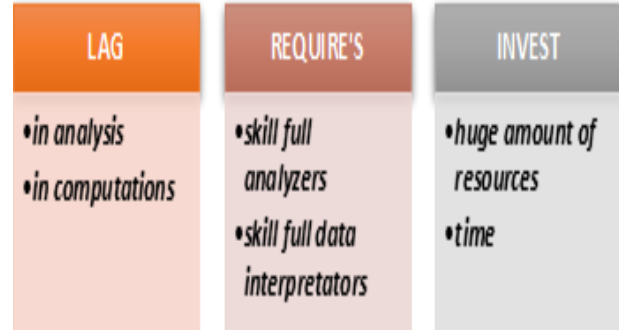 LAG
•in analysis
•in computations
REQUIRE'S
•skill full
analyzers
•skill full data
interpretators
INVEST
•huge amount of
resources
•time